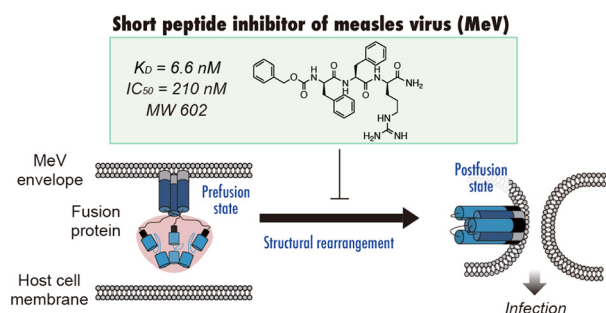 Short peptide inhibitor of measles virus (MeV)
K_D = 6.6 nM
IC₅₀ = 210 nM
MW 602
O
O
H
N
O
N
H
O
H
N
O
NH₂
HN
H₂N
NH
MeV
envelope
Prefusion
state
Fusion
protein
Structural rearrangement
Host cell
membrane
Postfusion
state
Infection